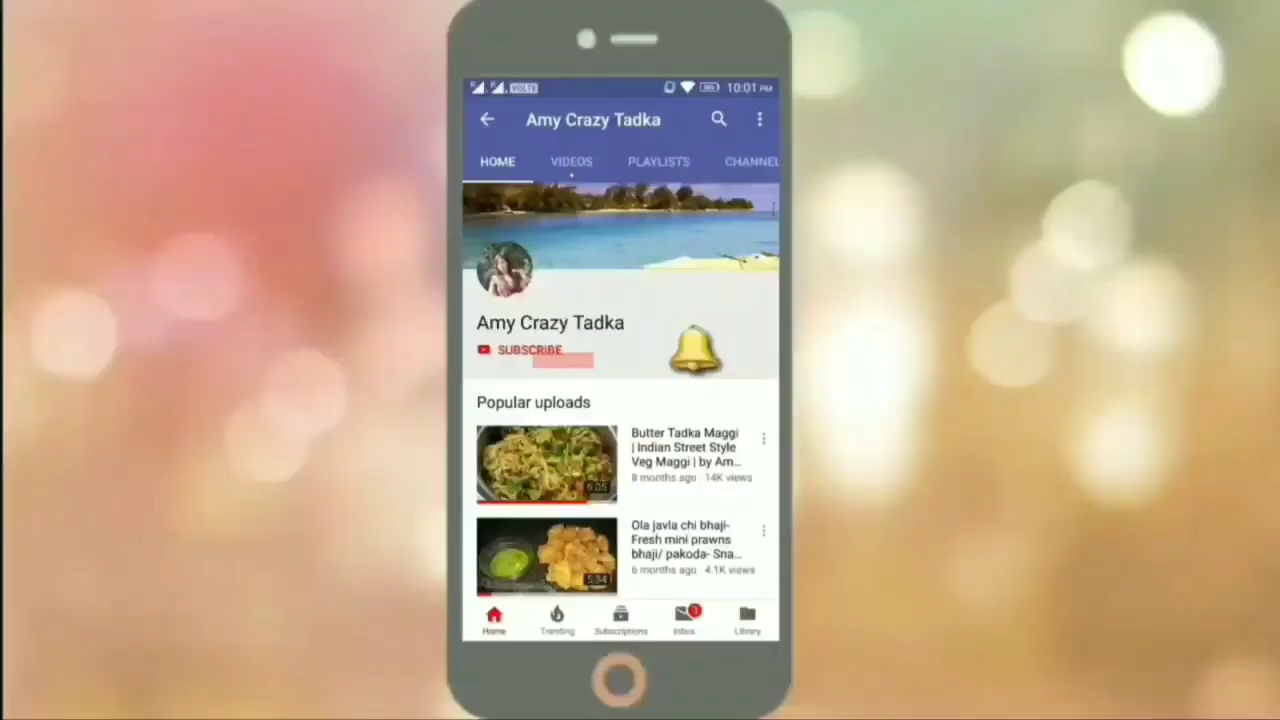 VOLTE 10:01 PM
Amy Crazy Tadka
HOME VIDEOS PLAYLISTS CHANNEL
Amy Crazy Tadka
SUBSCRIBE
Popular uploads
Butter Tadka Maggi
| Indian Street Style
Veg Maggi | by Am...
8 months ago 14K views
6:05
Ola javla chi bhaji-
Fresh mini prawns
bhaji/ pakoda- Sna...
6 months ago 4.1K views
5:34
Home Trending Subscriptions Inbox Library